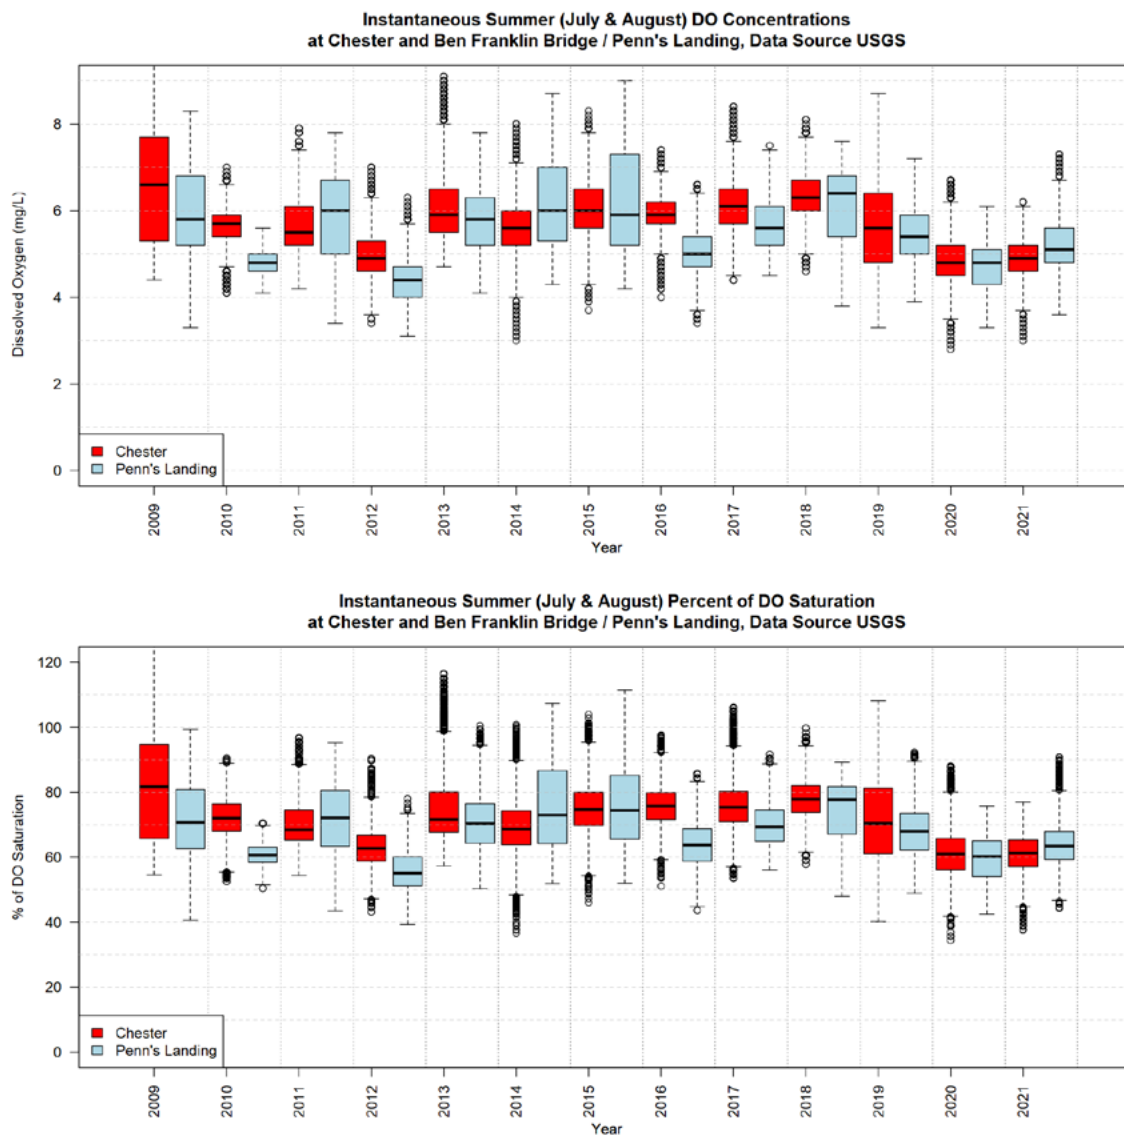 Instantaneous Summer (July & August) DO Concentrations
at Chester and Ben Franklin Bridge / Penn's Landing, Data Source USGS
Dissolved Oxygen (mg/L)
8
6
4
2
0
Chester
Penn's Landing
2009 2010 2011 2012 2013 2014 2015 2016 2017 2018 2019 2020 2021
Year
Instantaneous Summer (July & August) Percent of DO Saturation
at Chester and Ben Franklin Bridge / Penn's Landing, Data Source USGS
% of DO Saturation
120
100
80
60
40
20
0
Chester
Penn's Landing
2009 2010 2011 2012 2013 2014 2015 2016 2017 2018 2019 2020 2021
Year